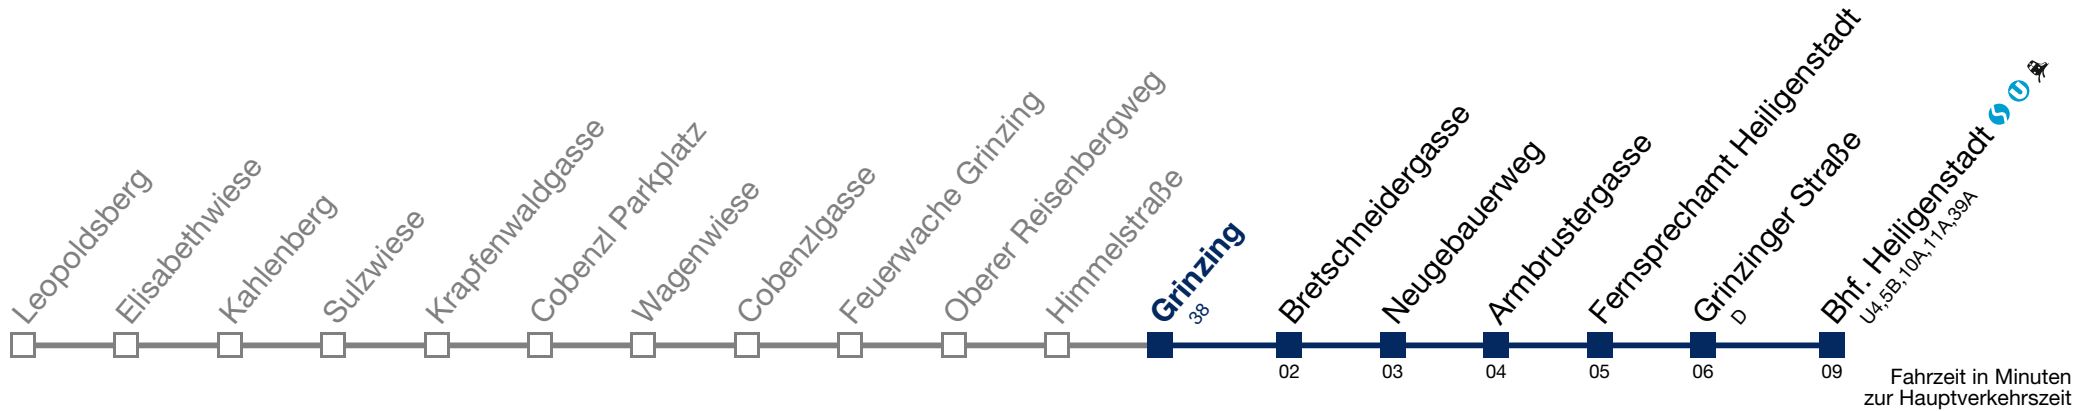 Leopoldsberg
Elisabethwiese
Kahlenberg
Sulzwiese
Krapfenwaldgasse
Cobenzl Parkplatz
Wagenwiese
Cobenzlgasse
Feuerwache Grinzing
Oberer Reisenbergweg
Himmelstraße
Grinzing
38
Bretschneidergasse
Neugebauerweg
Armbrustergasse
Fernsprechamt Heiligenstadt
Grinzinger Straße
D
Bhf. Heiligenstadt S U
U4,5B,10A,11A,39A
02
03
04
05
06
09
Fahrzeit in Minuten
zur Hauptverkehrszeit